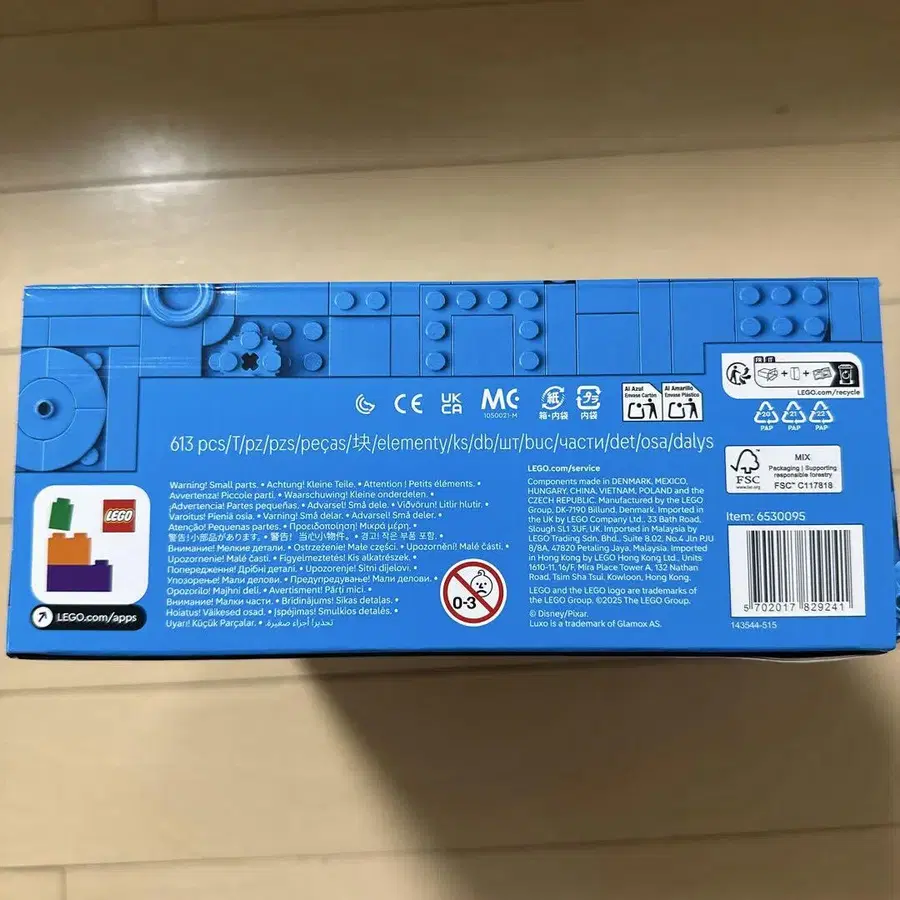 UK
CA
MC
1050021-M
紙
箱・内袋
プラ
内袋
Al Azul
Envase Cartón
Al Amarillo
Envase Plástico
FR
IT
LEGO.com/recycle
20
PAP
21
PAP
22
PAP
613 pcs/T/pz/pzs/peças/块/elementy/ks/db/шт/buc/части/det/osa/dalys
LEGO
LEGO.com/apps
Warning! Small parts. • Achtung! Kleine Teile. • Attention ! Petits éléments. •
Avvertenza! Piccole parti. • Waarschuwing! Kleine onderdelen. •
¡Advertencia! Partes pequeñas. • Advarsel! Små dele. • Viðvörun! Litlir hlutir. •
Varoitus! Pieniä osia. • Varning! Små delar. • Advarsel! Små deler. •
Atenção! Pequenas partes. • Προειδοποίηση! Μικρά μέρη. •
警告!小部品があります。• 警告！当心小物件。• 경고! 작은 부품 포함. •
Внимание! Мелкие детали. • Ostrzeżenie! Małe części. • Upozornění! Malé části. •
Upozornenie! Malé časti. • Figyelmeztetés! Kis alkatrészek. •
Попередження! Дрібні деталі. • Upozorenje! Sitni dijelovi. •
Упозорење! Мали делови. • Предупредување! Мали делови. •
Opozorilo! Majhni deli. • Avertisment! Părți mici. •
Внимание! Малки части. • Brīdinājums! Sīkas detaļas. •
Hoiatus! Väikesed osad. • Įspėjimas! Smulkios detalės. •
Uyarı! Küçük Parçalar. • تحذير! أجزاء صغيرة.
0-3
LEGO.com/service
Components made in DENMARK, MEXICO,
HUNGARY, CHINA, VIETNAM, POLAND and the
CZECH REPUBLIC. Manufactured by the LEGO
Group, DK-7190 Billund, Denmark. Imported in
the UK by LEGO Company Ltd., 33 Bath Road,
Slough SL1 3UF, UK. Imported in Malaysia by
LEGO Trading Sdn. Bhd., Suite 8.02, No.4 Jln PJU
8/8A, 47820 Petaling Jaya, Malaysia. Imported
in Hong Kong by LEGO Hong Kong Ltd., Units
1610-11, 16/F, Mira Place Tower A, 132 Nathan
Road, Tsim Sha Tsui, Kowloon, Hong Kong.
LEGO and the LEGO logo are trademarks of
the LEGO Group. ©2025 The LEGO Group.
© Disney/Pixar
Luxo is a trademark of Glamox AS.
FSC
www.fsc.org
MIX
Packaging | Supporting
responsible forestry
FSC™ C117818
Item: 6530095
5 702017 829241
143544-515